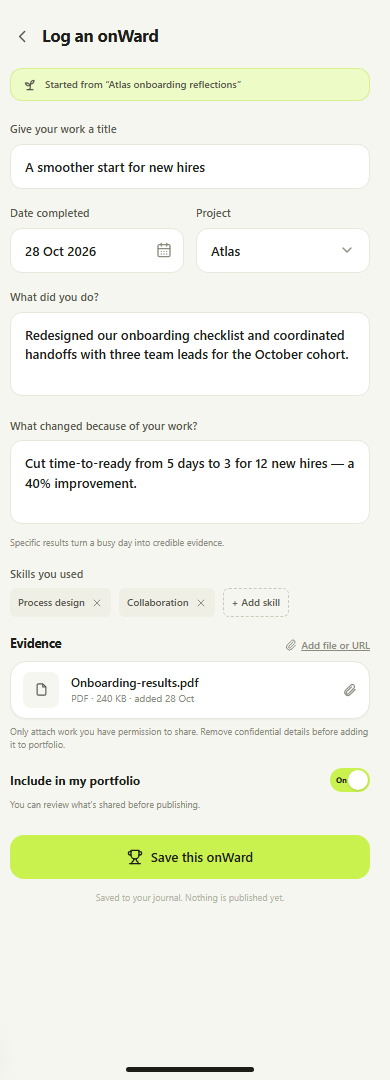 Log an onWard
Started from “Atlas onboarding reflections”
Give your work a title
A smoother start for new hires
Date completed
Project
28 Oct 2026
Atlas
What did you do?
Redesigned our onboarding checklist and coordinated
handoffs with three team leads for the October cohort.
What changed because of your work?
Cut time-to-ready from 5 days to 3 for 12 new hires — a
40% improvement.
Specific results turn a busy day into credible evidence.
Skills you used
Process design
Collaboration
+ Add skill
Evidence
Add file or URL
Onboarding-results.pdf
PDF · 240 KB · added 28 Oct
Only attach work you have permission to share. Remove confidential details before adding
it to portfolio.
Include in my portfolio
On
You can review what's shared before publishing.
Save this onWard
Saved to your journal. Nothing is published yet.